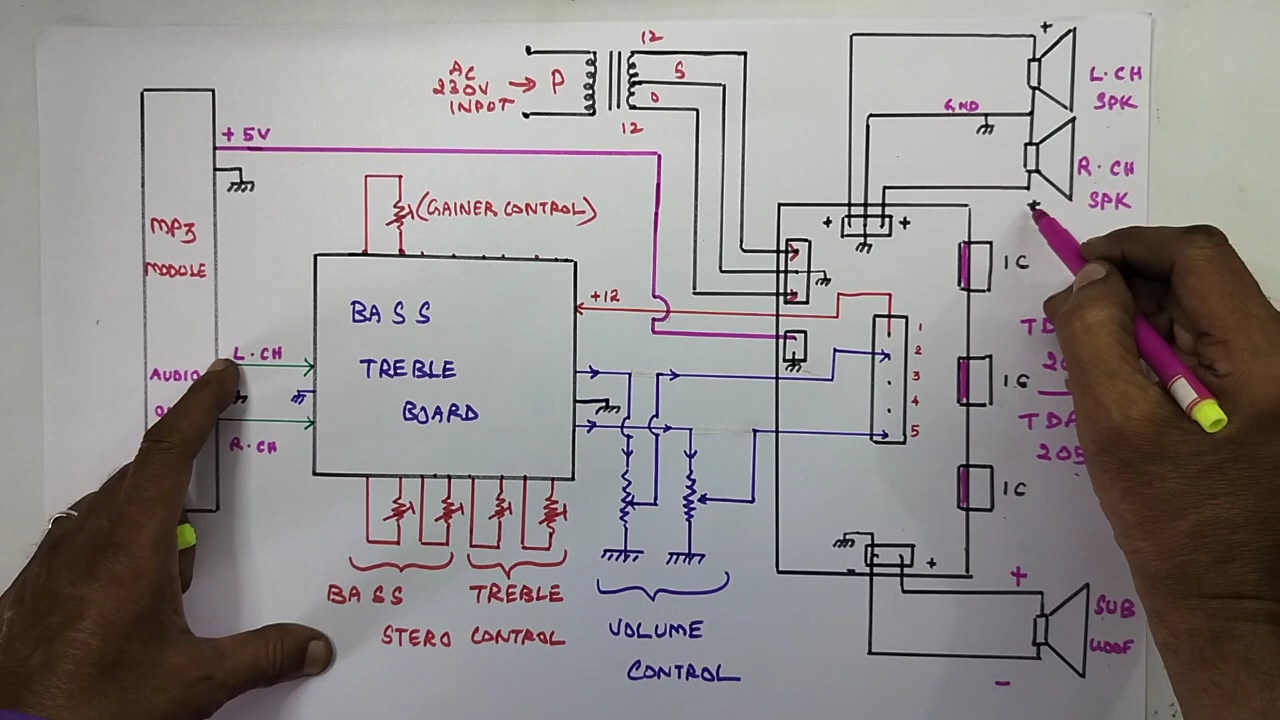 + 5V
MP3
MODULE
AUDIO
L.CH
R.CH
AC
230V
INPOT
P
12
S
0
12
(GAINER CONTROL)
BASS
TREBLE
BOARD
+12
BASS
TREBLE
STERO CONTROL
VOLUME
CONTROL
+
+
1
2
3
4
5
+
IC
IC
IC
GND
+
L.CH
SPK
R.CH
SPK
+
TDA
+
SUB
WOOF
-